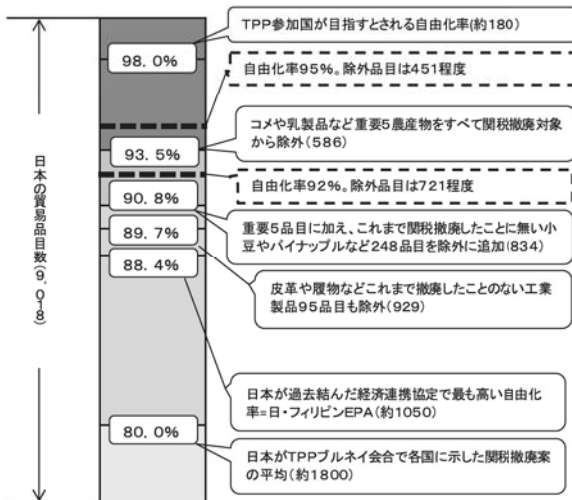 TPP参加国が目指すとされる自由化率(約180)
98.0%
自由化率95%。除外品目は451程度
コメや乳製品など重要5農産物をすべて関税撤廃対象
から除外(586)
93.5%
自由化率92%。除外品目は721程度
90.8%
重要5品目に加え、これまで関税撤廃したことに無い小
豆やパイナップルなど248品目を除外に追加(834)
89.7%
88.4%
皮革や履物などこれまで撤廃したことのない工業
製品95品目も除外(929)
日本の貿易品目数(9,018)
日本が過去結んだ経済連携協定で最も高い自由化
率=日・フィリピンEPA(約1050)
80.0%
日本がTPPブルネイ会合で各国に示した関税撤廃案
の平均(約1800)